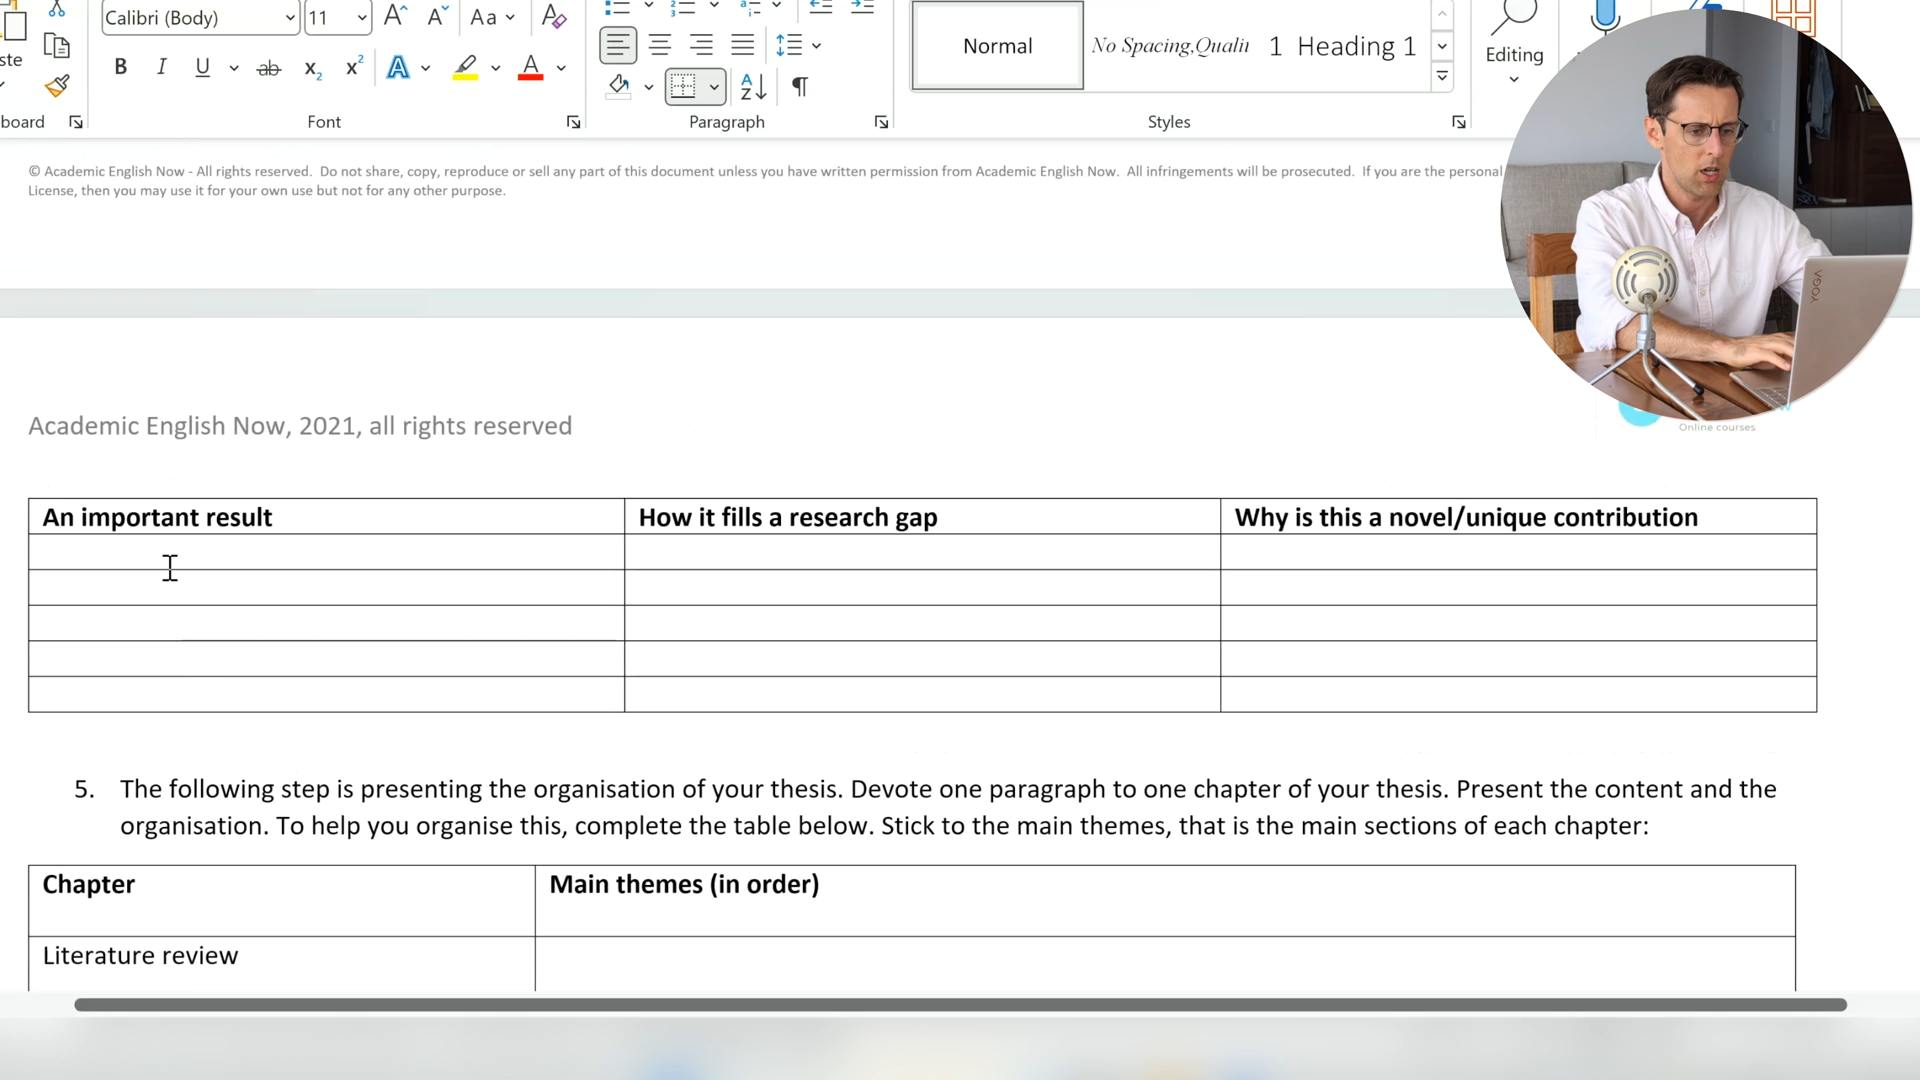 Calibri (Body)
11
A
A
Aa
A
ste
B I U ab x2 x2 A A
A
Z
¶
Normal
No Spacing,Qualit
1 Heading 1
Editing
board
Font
Paragraph
Styles
© Academic English Now - All rights reserved. Do not share, copy, reproduce or sell any part of this document unless you have written permission from Academic English Now. All infringements will be prosecuted. If you are the personal
License, then you may use it for your own use but not for any other purpose.
YOGA
Academic English Now, 2021, all rights reserved
Online courses
An important result
How it fills a research gap
Why is this a novel/unique contribution
5. The following step is presenting the organisation of your thesis. Devote one paragraph to one chapter of your thesis. Present the content and the
organisation. To help you organise this, complete the table below. Stick to the main themes, that is the main sections of each chapter:
Chapter
Main themes (in order)
Literature review